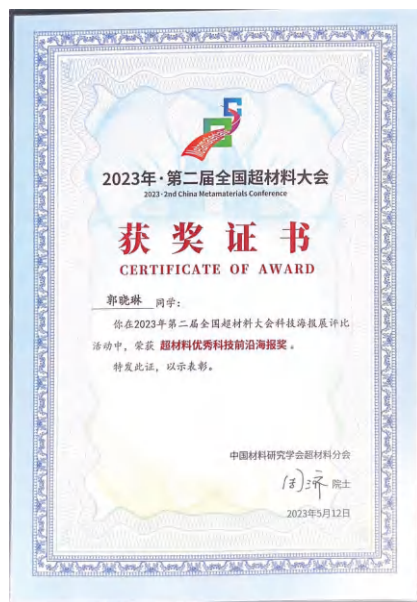 2023年·第二届全国超材料大会
2023·2nd China Metamaterials Conference
获奖证书
CERTIFICATE OF AWARD
郭晓琳 同学：
你在2023年第二届全国超材料大会科技海报展评比
活动中，荣获 超材料优秀科技前沿海报奖 。
特发此证，以示表彰。
中国材料研究学会超材料分会
周济 院士
2023年5月12日